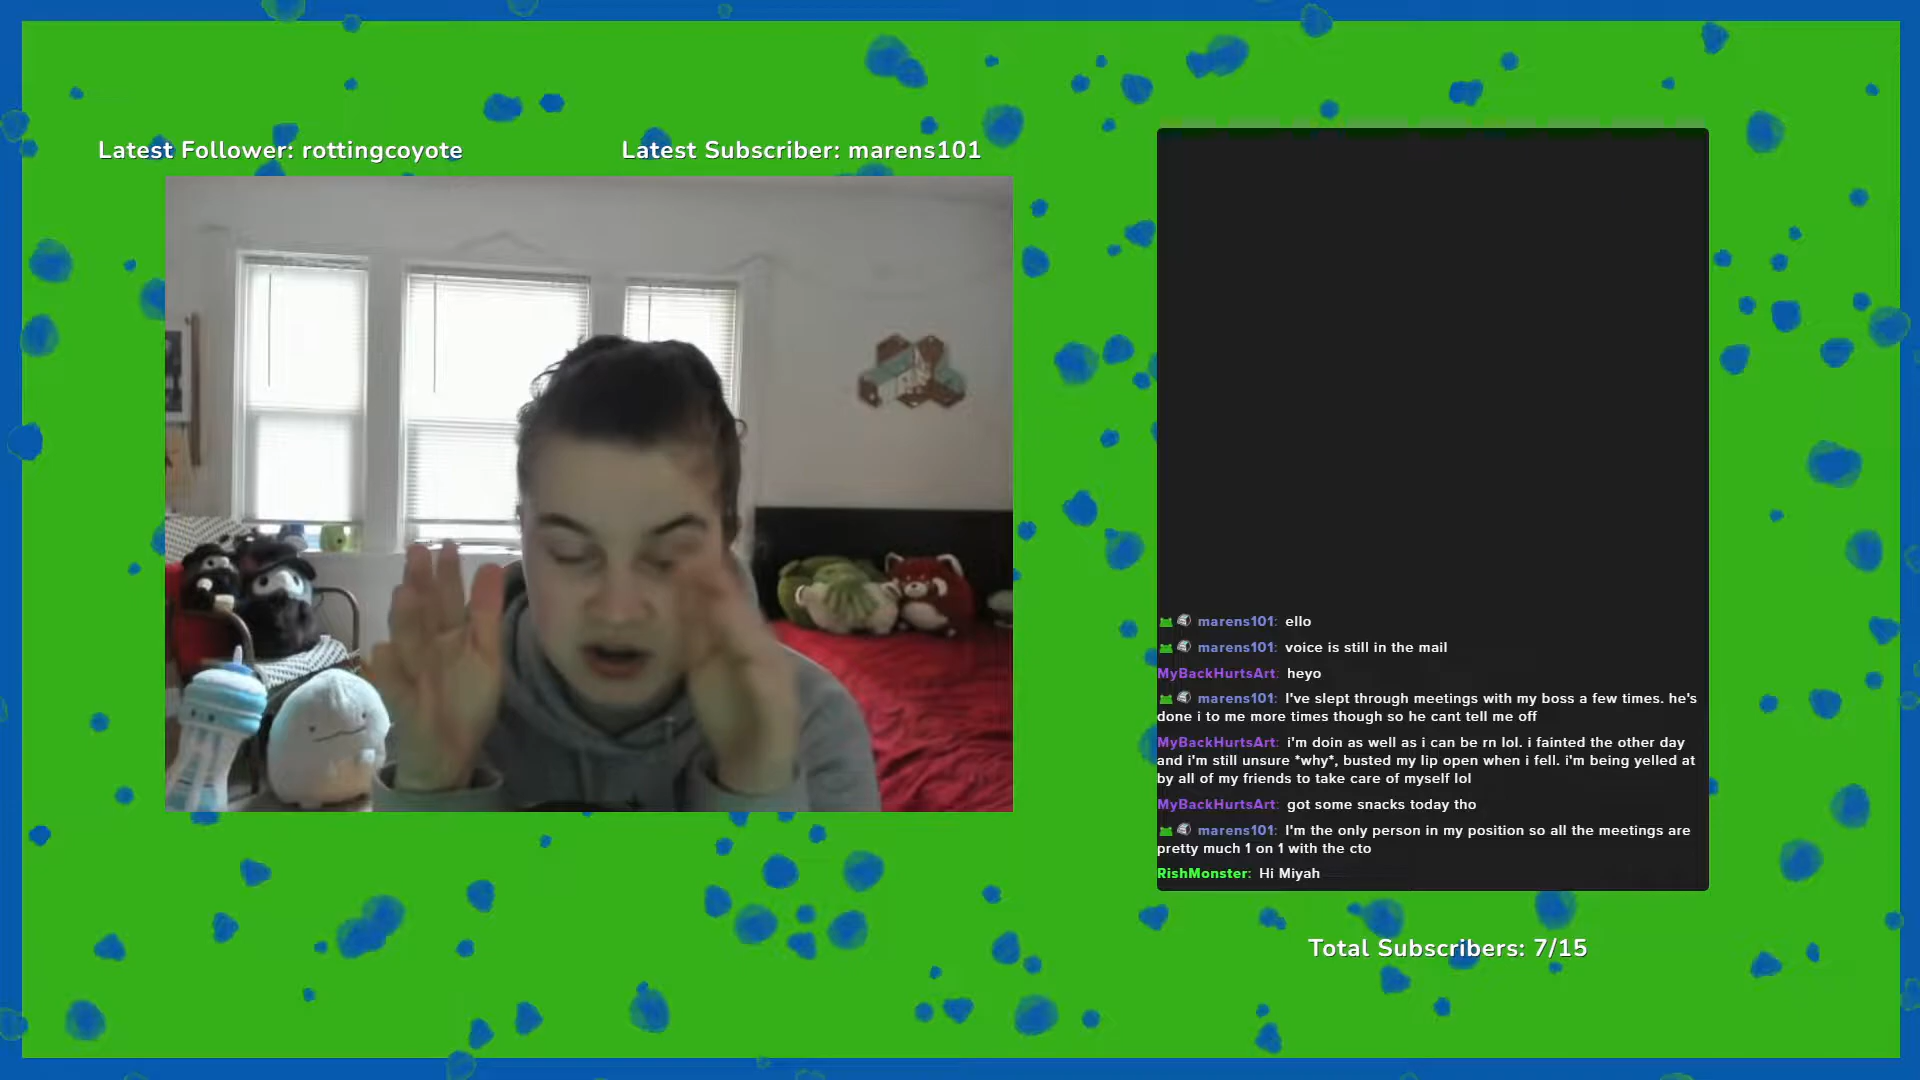 Latest Follower: rottingcoyote
Latest Subscriber: marens101
marens101: ello
marens101: voice is still in the mail
MyBackHurtsArt: heyo
marens101: I've slept through meetings with my boss a few times. he's
done i to me more times though so he cant tell me off
MyBackHurtsArt: i'm doin as well as i can be rn lol. i fainted the other day
and i'm still unsure *why*, busted my lip open when i fell. i'm being yelled at
by all of my friends to take care of myself lol
MyBackHurtsArt: got some snacks today tho
marens101: I'm the only person in my position so all the meetings are
pretty much 1 on 1 with the cto
RishMonster: Hi Miyah
Total Subscribers: 7/15